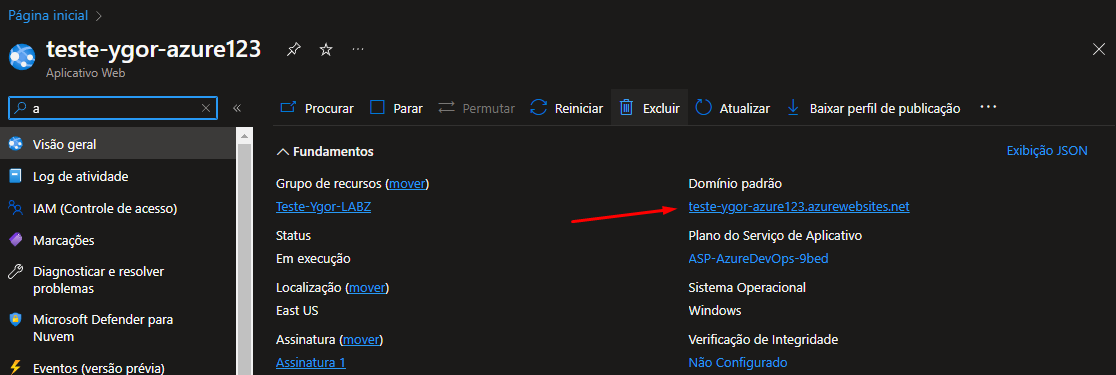 Página inicial
teste-ygor-azure123
Aplicativo Web
a
Procurar Parar Permutar Reiniciar Excluir Atualizar Baixar perfil de publicação
Visão geral
Log de atividade
IAM (Controle de acesso)
Marcações
Diagnosticar e resolver
problemas
Microsoft Defender para
Nuvem
Eventos (versão prévia)
Fundamentos
Exibição JSON
Grupo de recursos (mover)
Teste-Ygor-LABZ
Status
Em execução
Localização (mover)
East US
Assinatura (mover)
Assinatura 1
Domínio padrão
teste-ygor-azure123.azurewebsites.net
Plano do Serviço de Aplicativo
ASP-AzureDevOps-9bed
Sistema Operacional
Windows
Verificação de Integridade
Não Configurado